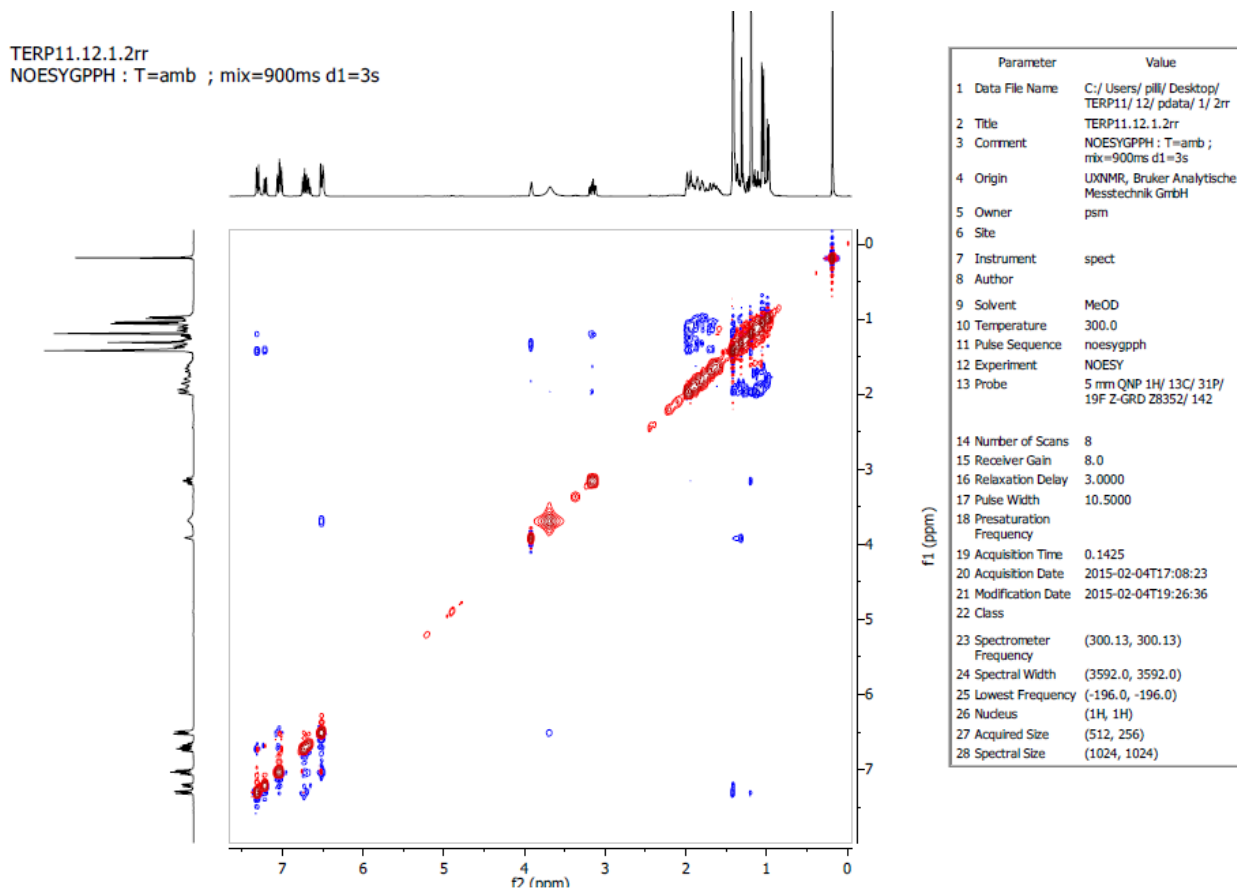 TERP11.12.1.2rr
NOESYGPPH : T=amb ; mix=900ms d1=3s
0
1
2
3
4
5
6
7
f1 (ppm)
7 6 5 4 3 2 1 0
f2 (ppm)
Parameter Value
1 Data File Name C:/ Users/ pilli/ Desktop/
TERP11/ 12/ pdata/ 1/ 2rr
2 Title TERP11.12.1.2rr
3 Comment NOESYGPPH : T=amb ;
mix=900ms d1=3s
4 Origin UXNMR, Bruker Analytische
Messtechnik GmbH
5 Owner psm
6 Site
7 Instrument spect
8 Author
9 Solvent MeOD
10 Temperature 300.0
11 Pulse Sequence noesygpph
12 Experiment NOESY
13 Probe 5 mm QNP 1H/ 13C/ 31P/
19F Z-GRD Z8352/ 142
14 Number of Scans 8
15 Receiver Gain 8.0
16 Relaxation Delay 3.0000
17 Pulse Width 10.5000
18 Presaturation
Frequency
19 Acquisition Time 0.1425
20 Acquisition Date 2015-02-04T17:08:23
21 Modification Date 2015-02-04T19:26:36
22 Class
23 Spectrometer (300.13, 300.13)
Frequency
24 Spectral Width (3592.0, 3592.0)
25 Lowest Frequency (-196.0, -196.0)
26 Nucleus (1H, 1H)
27 Acquired Size (512, 256)
28 Spectral Size (1024, 1024)